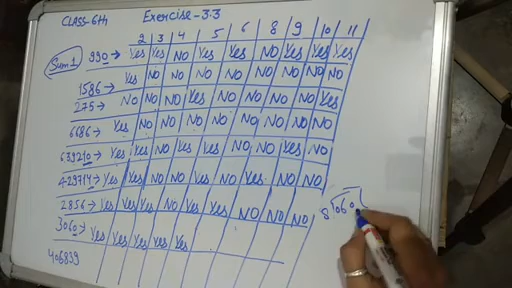 CLASS-6th Exercise-3.3
2 3 4 5 6 8 9 10 11
Sum1 990→ Yes Yes NO Yes Yes NO Yes Yes Yes
1586→ Yes NO NO NO NO NO NO NO NO
275→ NO NO NO Yes NO NO NO NO Yes
6686→ Yes NO NO NO NO NO NO NO NO
639210→ Yes Yes NO Yes Yes NO NO Yes NO
429714→ Yes Yes NO NO Yes NO Yes NO NO
2856→ Yes Yes Yes NO Yes Yes NO NO NO
3060→ Yes Yes Yes Yes
406839
8 060